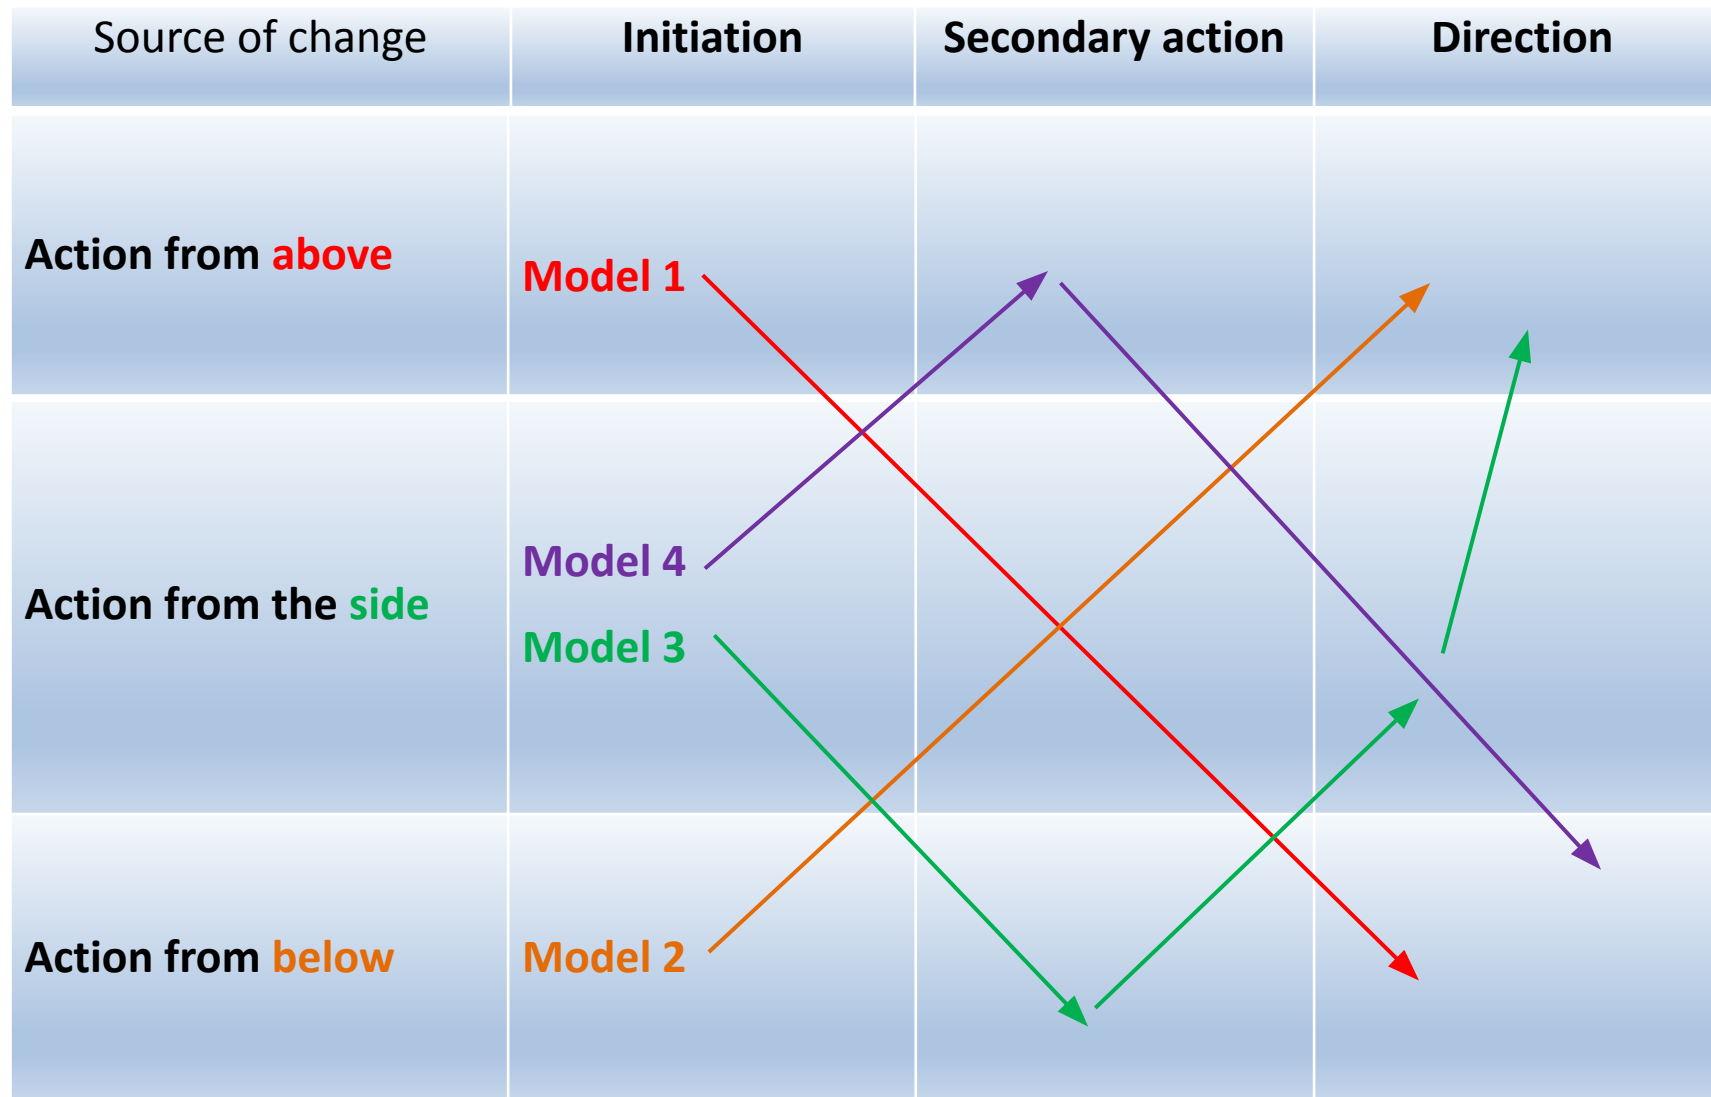 Source of change
Initiation
Secondary action
Direction
Action from above
Model 1
Action from the side
Model 4
Model 3
Action from below
Model 2